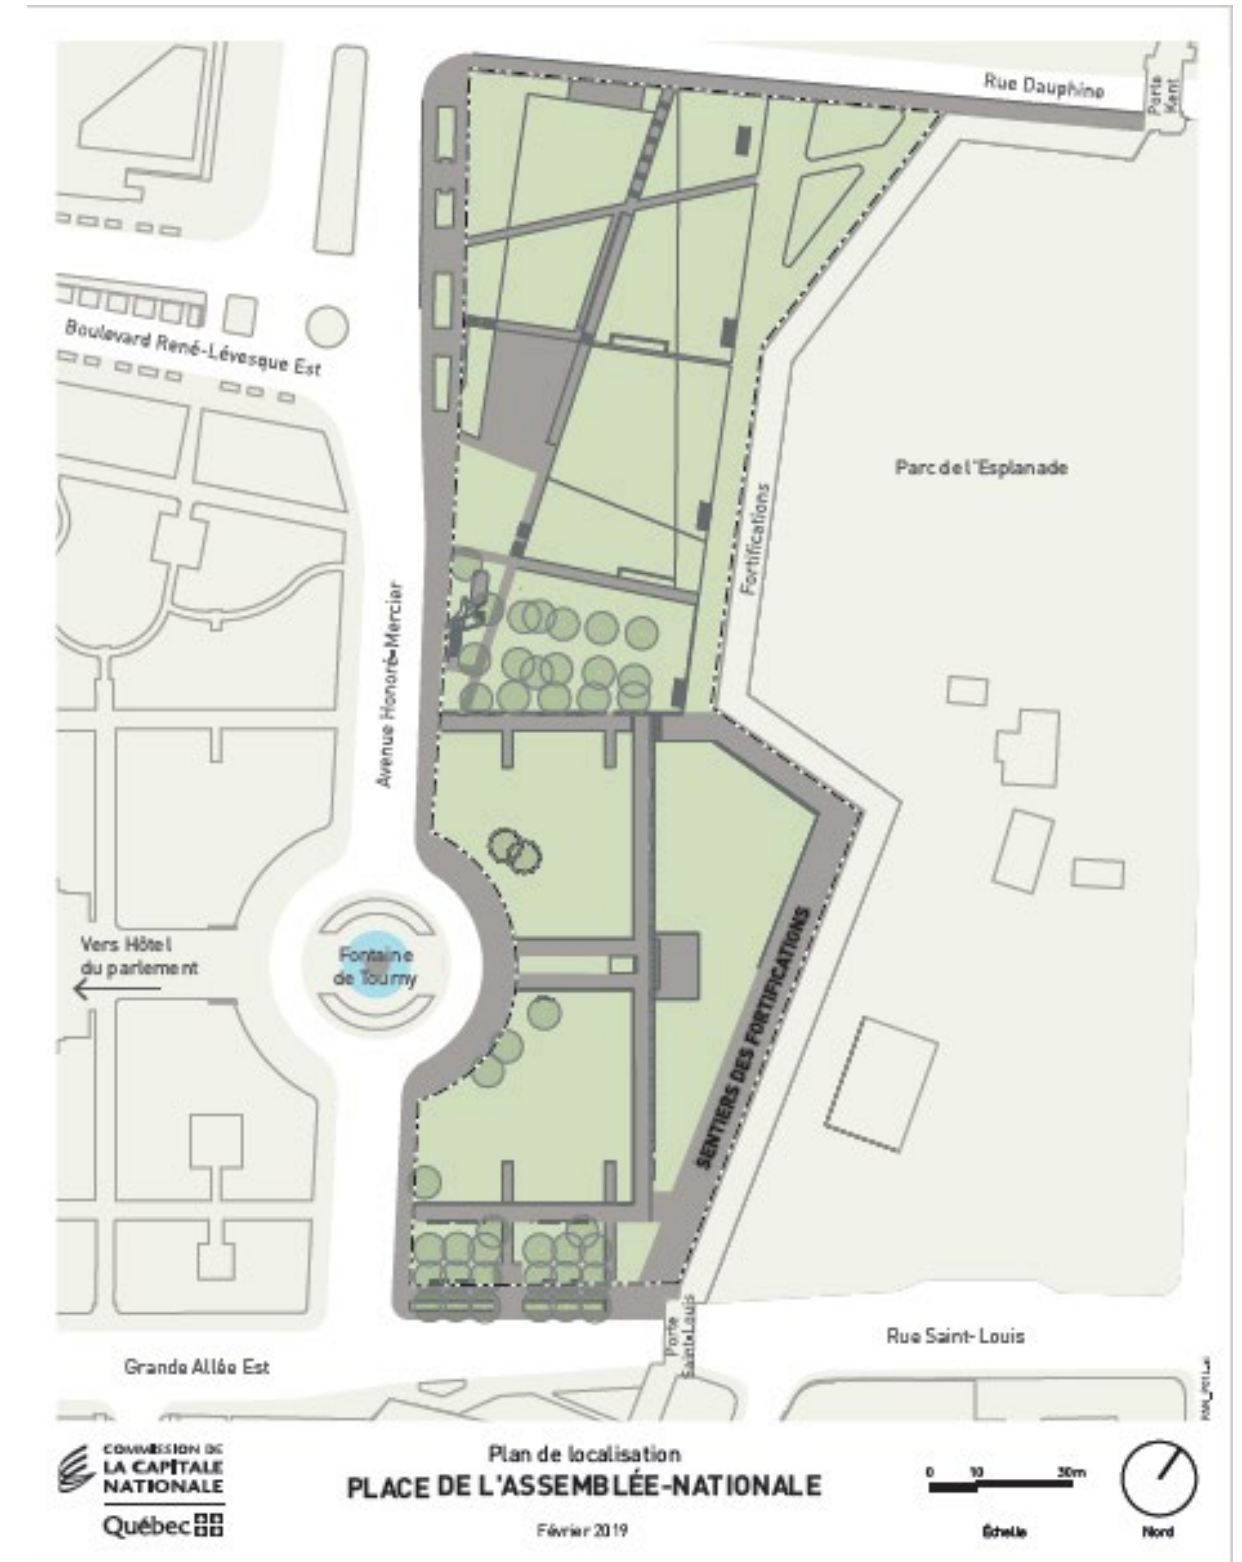 Rue Dauphine
Porte
Kent
Boulevard René-Lévesque Est
Parc de l'Esplanade
Fortifications
Avenue Honoré-Mercier
Vers Hôtel
du parlement
Fontaine
de Tourny
SENTIERS DES FORTIFICATIONS
Porte
Saint-Louis
Rue Saint-Louis
Grande Allée Est
COMMISSION DE
LA CAPITALE
NATIONALE
Québec
Plan de localisation
PLACE DE L'ASSEMBLÉE-NATIONALE
Février 2019
0 10 30m
Échelle
Nord